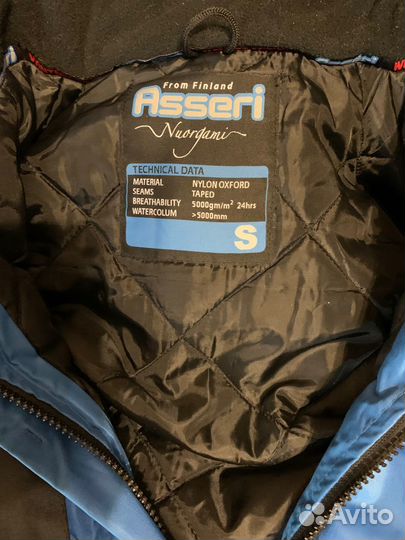 From Finland
Asseri
Nuorgami
TECHNICAL DATA
MATERIAL NYLON OXFORD
SEAMS TAPED
BREATHABILITY 5000gm/m² 24hrs
WATERCOLUM >5000mm
S
Avito